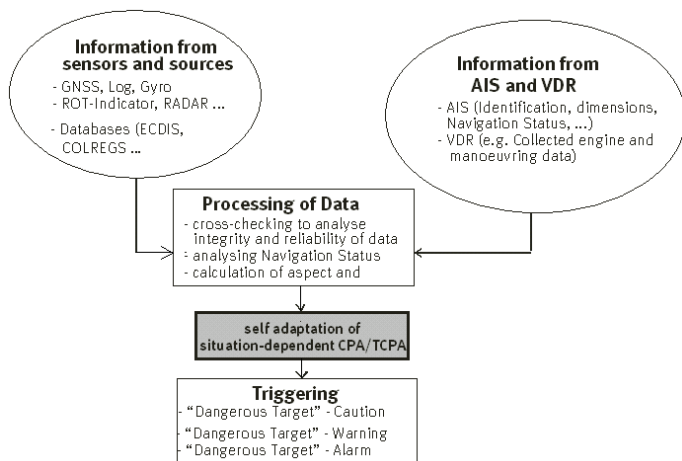 Information from
sensors and sources
- GNSS, Log, Gyro
- ROT-Indicator, RADAR ...
- Databases (ECDIS,
COLREGS ...
Information from
AIS and VDR
- AIS (Identification, dimensions,
Navigation Status, ...)
- VDR (e.g. Collected engine and
manoeuvring data)
Processing of Data
- cross-checking to analyse
integrity and reliability of data
- analysing Navigation Status
- calculation of aspect and
self adaptation of
situation-dependent CPA/TCPA
Triggering
- “Dangerous Target” - Caution
- “Dangerous Target” - Warning
- “Dangerous Target” - Alarm